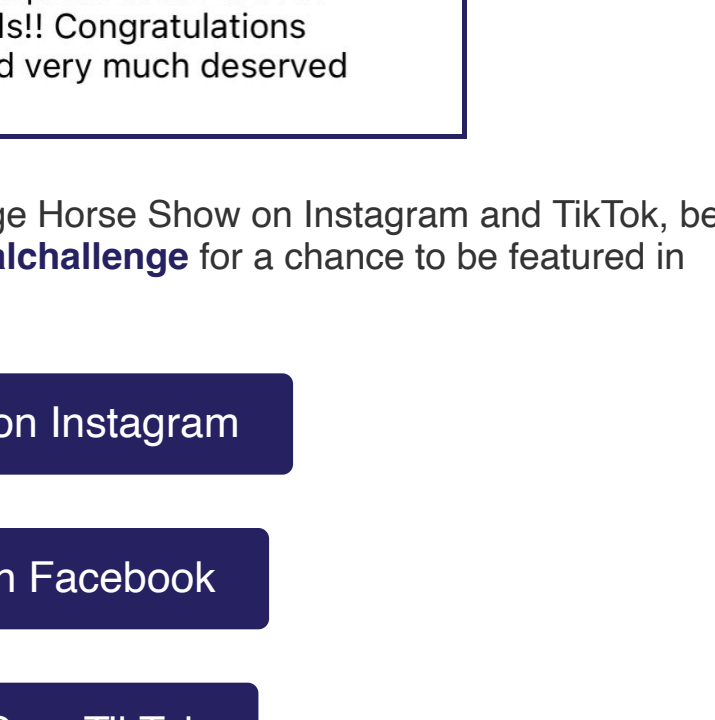 ls!! Congratulations
d very much deserved
ge Horse Show on Instagram and TikTok, be
alchallenge for a chance to be featured in
on Instagram
n Facebook